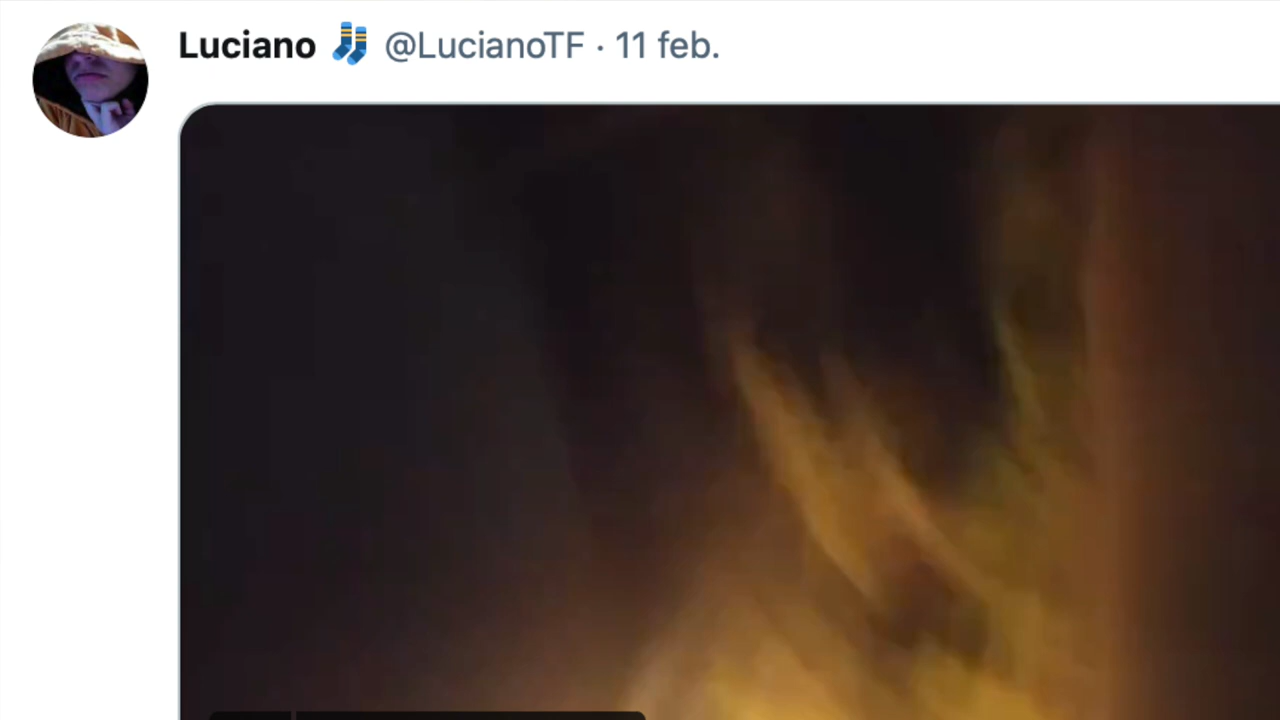 Luciano 🧦 @LucianoTF · 11 feb.